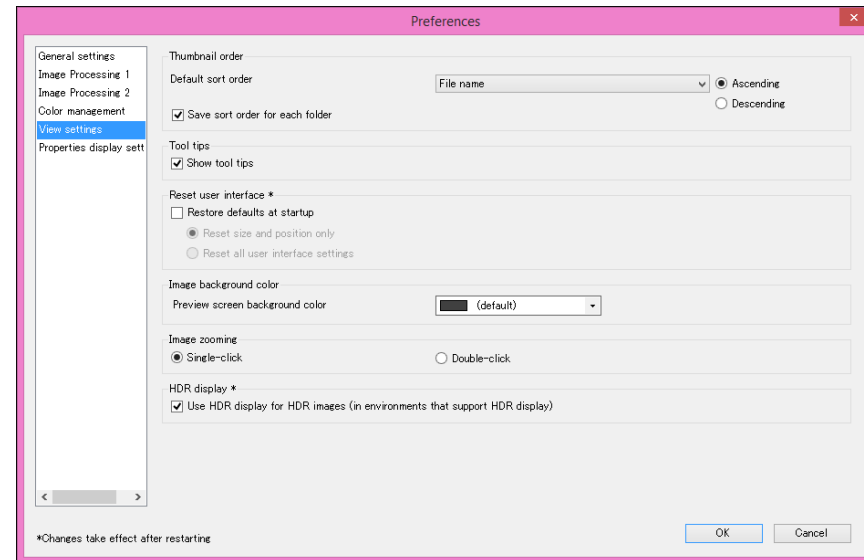 Preferences
General settings
Image Processing 1
Image Processing 2
Color management
View settings
Properties display sett
Thumbnail order
Default sort order
File name
Ascending
Descending
Save sort order for each folder
Tool tips
Show tool tips
Reset user interface *
Restore defaults at startup
Reset size and position only
Reset all user interface settings
Image background color
Preview screen background color
(default)
Image zooming
Single-click
Double-click
HDR display *
Use HDR display for HDR images (in environments that support HDR display)
*Changes take effect after restarting
OK
Cancel